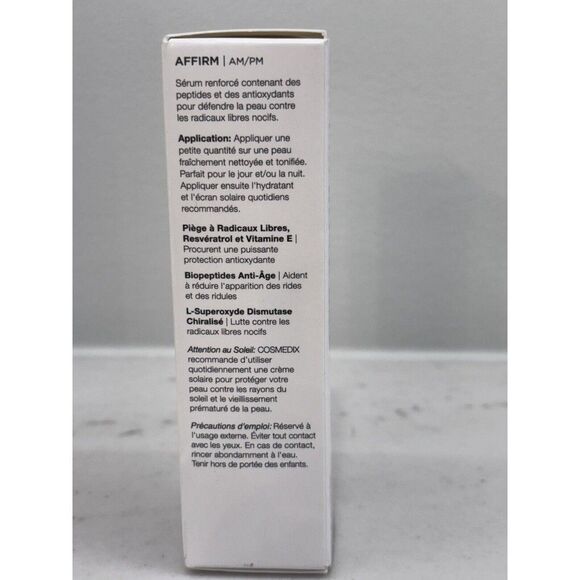 AFFIRM | AM/PM
Sérum renforcé contenant des
peptides et des antioxydants
pour défendre la peau contre
les radicaux libres nocifs.
Application: Appliquer une
petite quantité sur une peau
fraîchement nettoyée et tonifiée.
Parfait pour le jour et/ou la nuit.
Appliquer ensuite l'hydratant
et l'écran solaire quotidiens
recommandés.
Piège à Radicaux Libres,
Resvératrol et Vitamine E |
Procurent une puissante
protection antioxydante
Biopeptides Anti-Âge | Aident
à réduire l'apparition des rides
et des ridules
L-Superoxyde Dismutase
Chiralisé | Lutte contre les
radicaux libres nocifs
Attention au Soleil: COSMEDIX
recommande d'utiliser
quotidiennement une crème
solaire pour protéger votre
peau contre les rayons du
soleil et le vieillissement
prématuré de la peau.
Précautions d'emploi: Réservé à
l'usage externe. Éviter tout contact
avec les yeux. En cas de contact,
rincer abondamment à l'eau.
Tenir hors de portée des enfants.